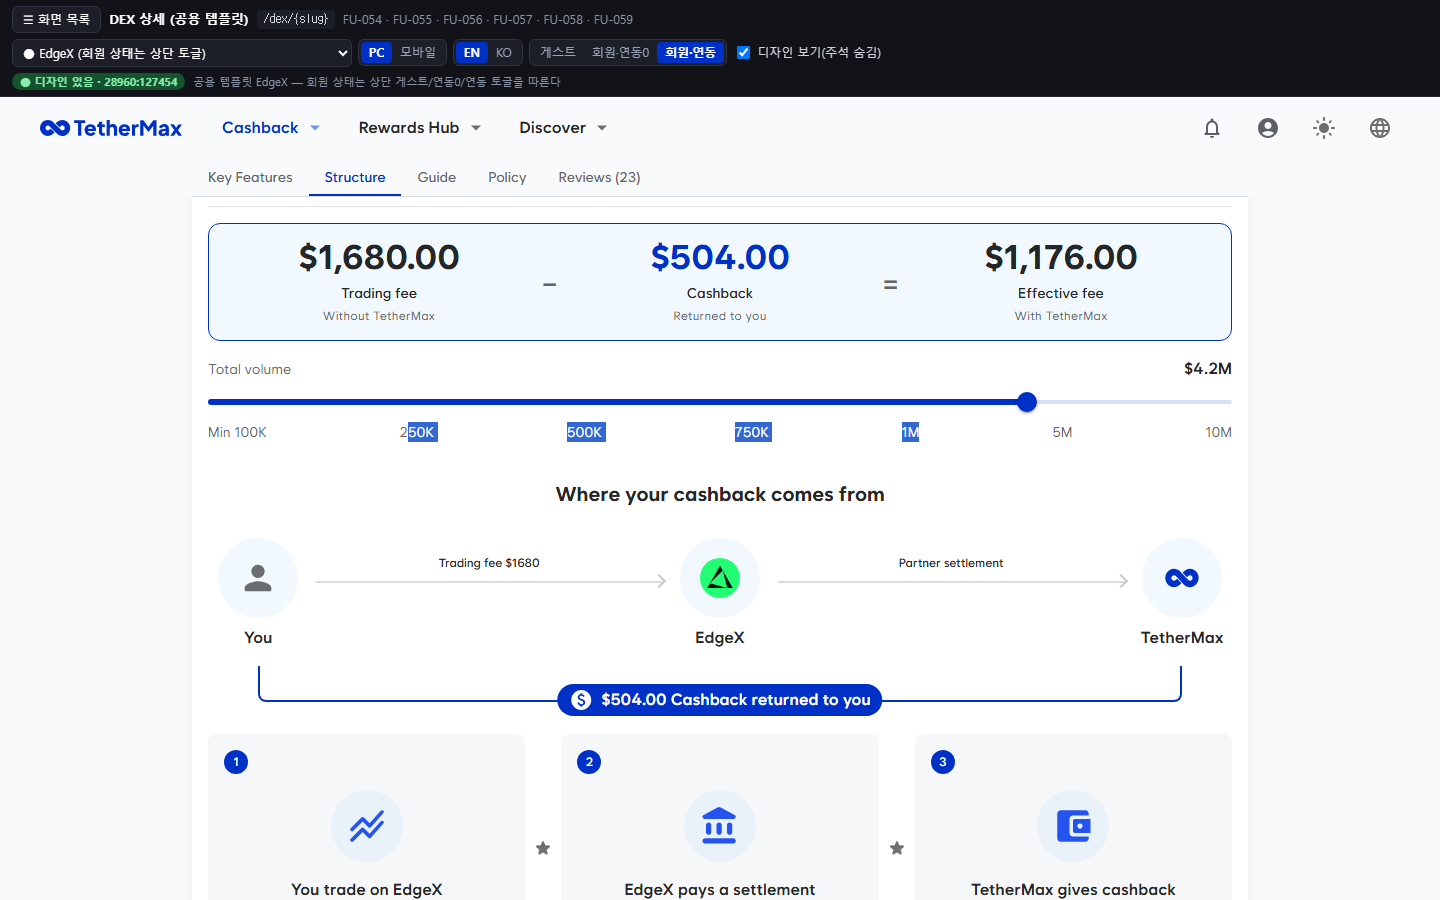 ☰ 화면 목록 DEX 상세 (공용 템플릿) /dex/{slug} FU-054 · FU-055 · FU-056 · FU-057 · FU-058 · FU-059
● EdgeX (회원 상태는 상단 토글) PC 모바일 EN KO 게스트 회원·연동0 회원·연동 디자인 보기(주석 숨김)
● 디자인 있음 · 28960:127454 공용 템플릿 EdgeX — 회원 상태는 상단 게스트/연동0/연동 토글을 따른다
TetherMax Cashback Rewards Hub Discover
Key Features Structure Guide Policy Reviews (23)
$1,680.00 − $504.00 = $1,176.00
Trading fee Cashback Effective fee
Without TetherMax Returned to you With TetherMax
Total volume $4.2M
Min 100K 250K 500K 750K 1M 5M 10M
Where your cashback comes from
Trading fee $1680 Partner settlement
You EdgeX TetherMax
$504.00 Cashback returned to you
1 2 3
You trade on EdgeX EdgeX pays a settlement TetherMax gives cashback